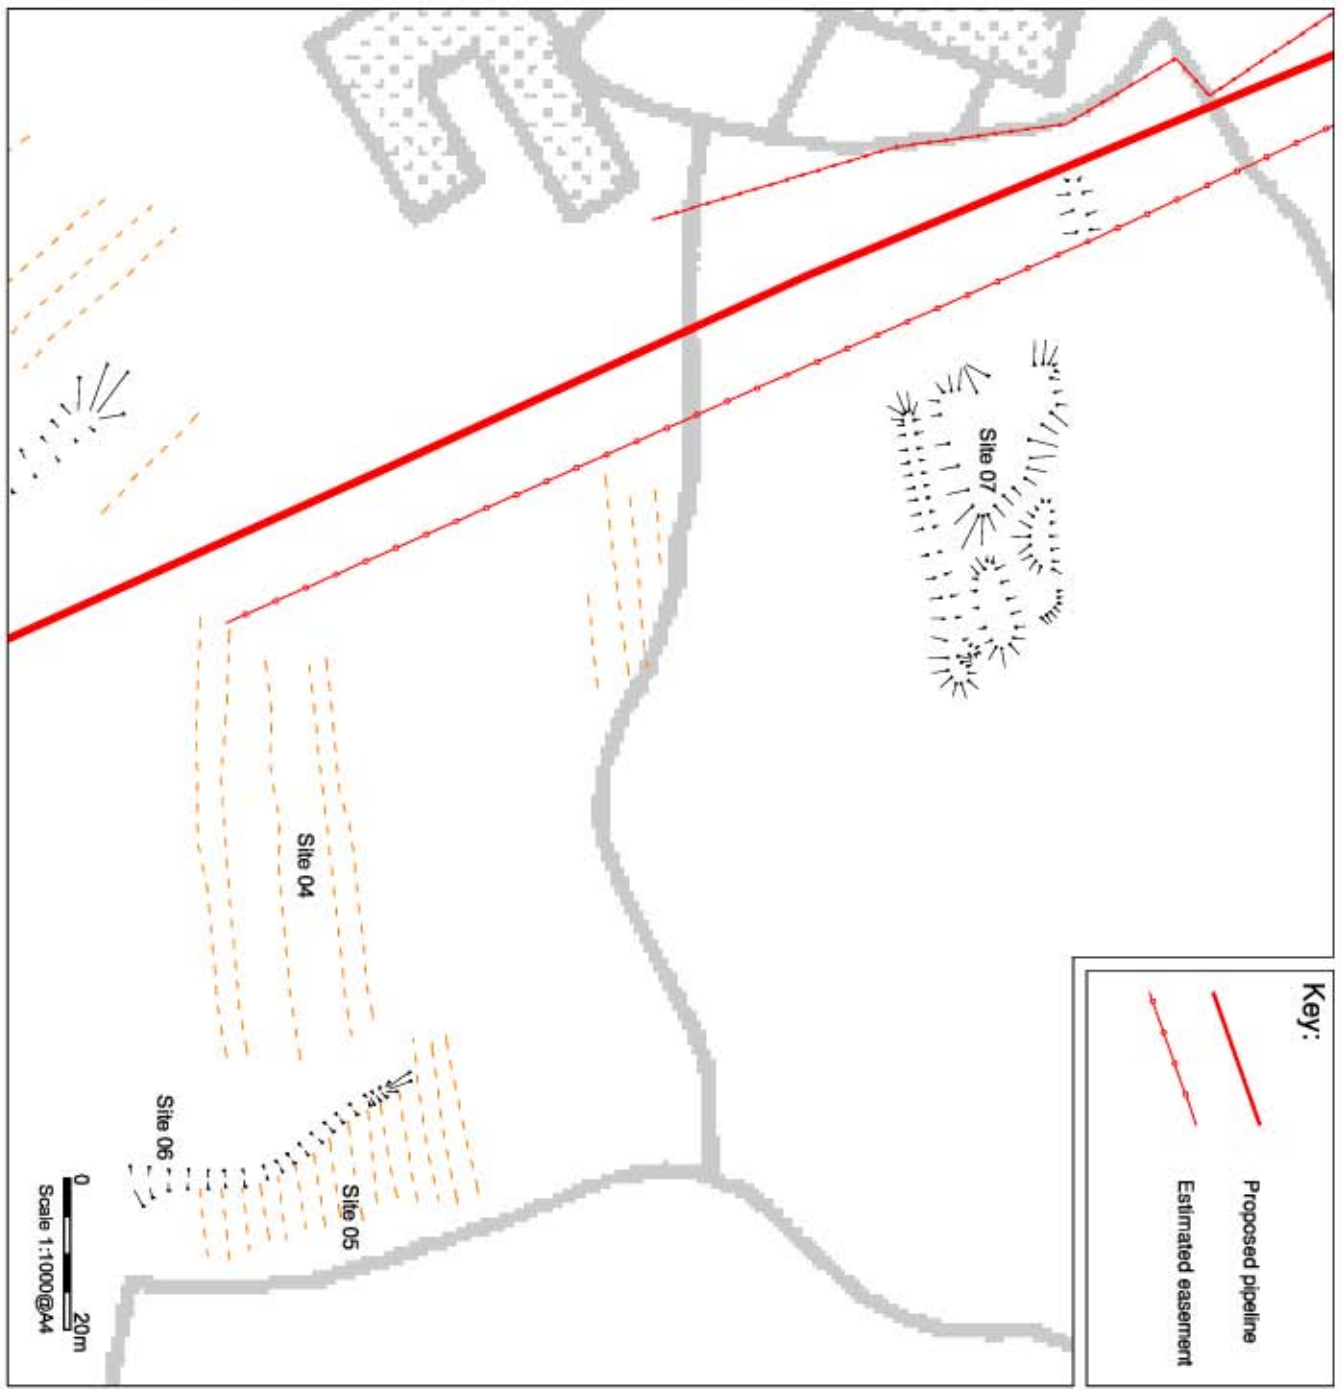 Key:
Proposed pipeline
Estimated easement
Site 07
Site 04
Site 05
Site 06
0
20m
Scale 1:1000@A4